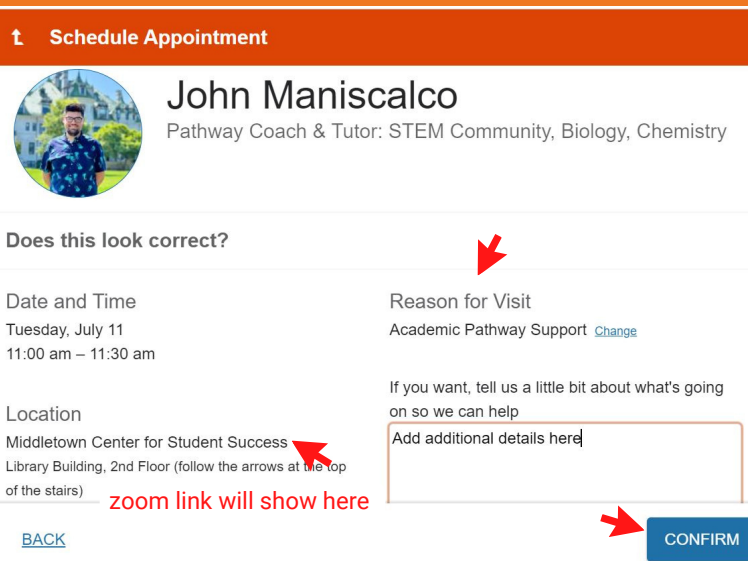 Schedule Appointment
John Maniscalco
Pathway Coach & Tutor: STEM Community, Biology, Chemistry
Does this look correct?
Date and Time
Tuesday, July 11
11:00 am – 11:30 am
Location
Middletown Center for Student Success
Library Building, 2nd Floor (follow the arrows at the top
of the stairs)
zoom link will show here
Reason for Visit
Academic Pathway Support Change
If you want, tell us a little bit about what's going
on so we can help
Add additional details here
BACK
CONFIRM